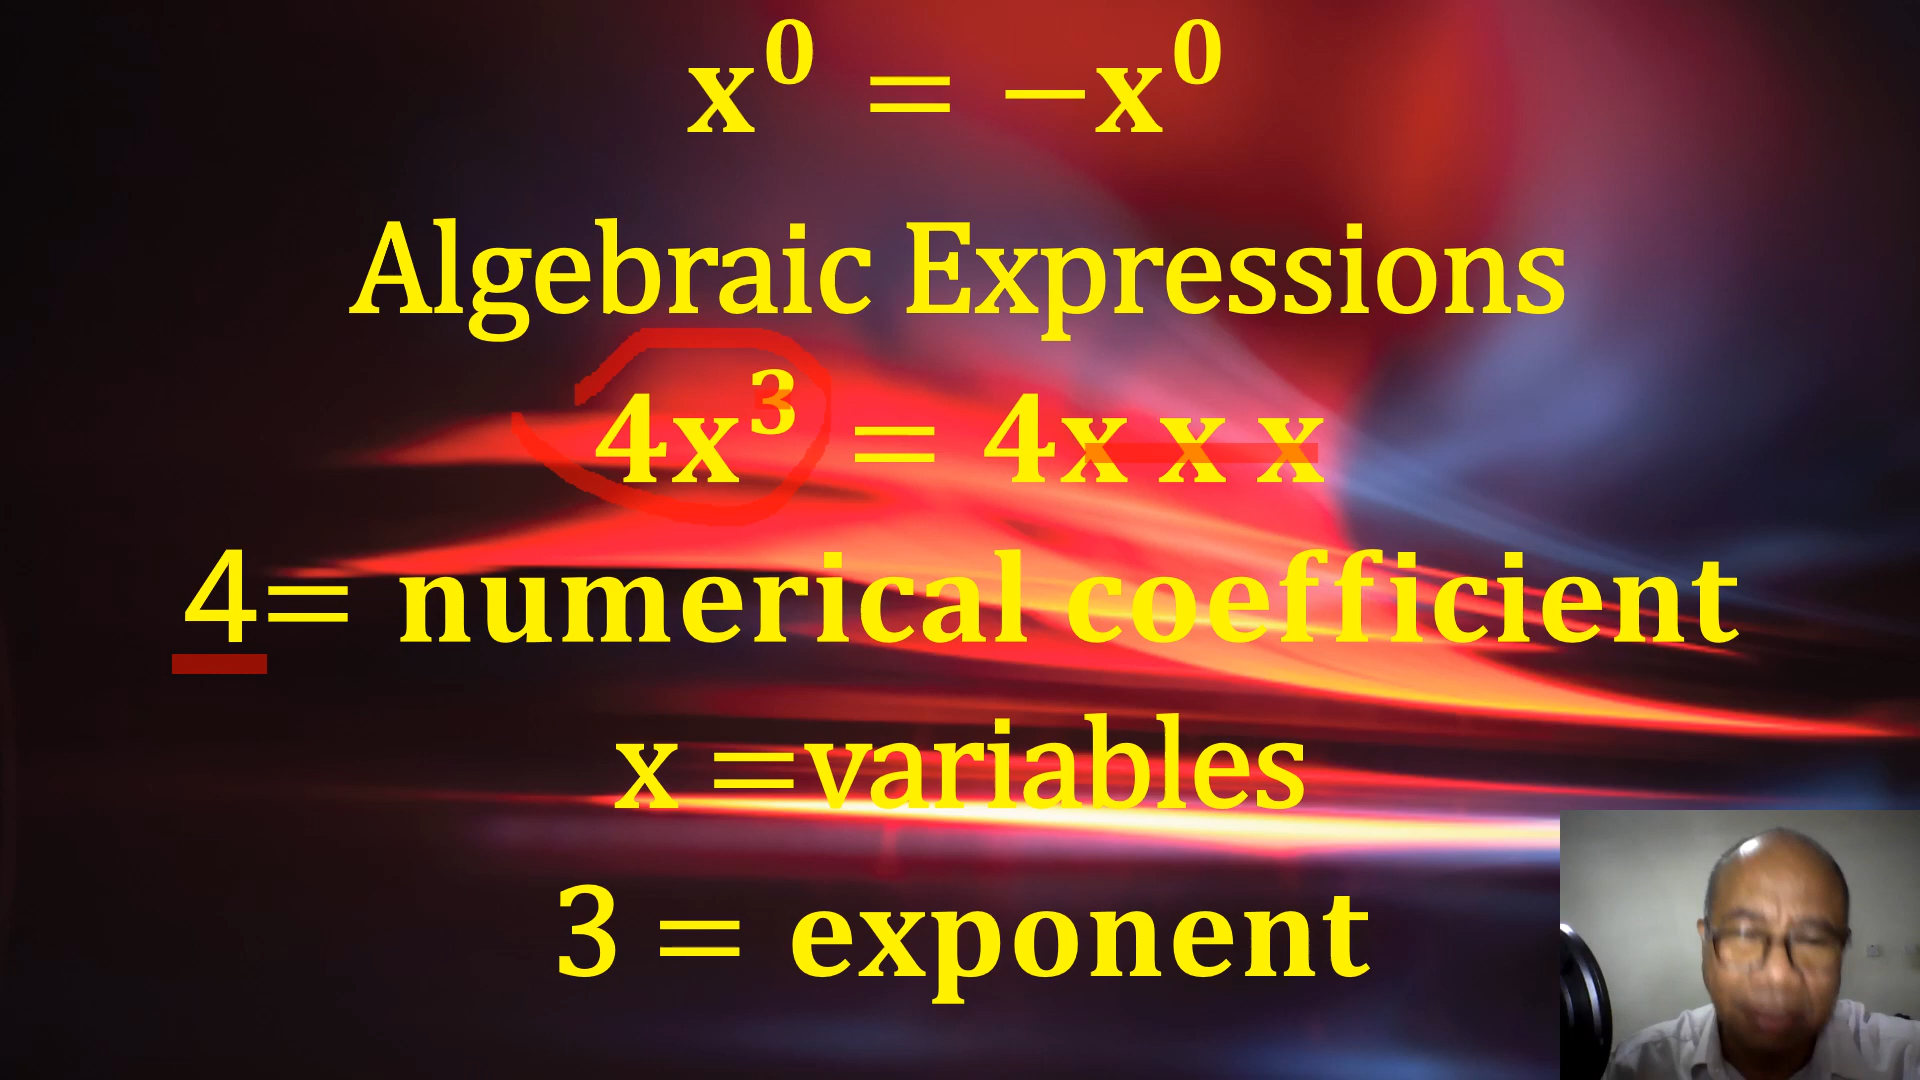 x⁰ = −x⁰
Algebraic Expressions
4x³ = 4x x x
4= numerical coefficient
x =variables
3 = exponent